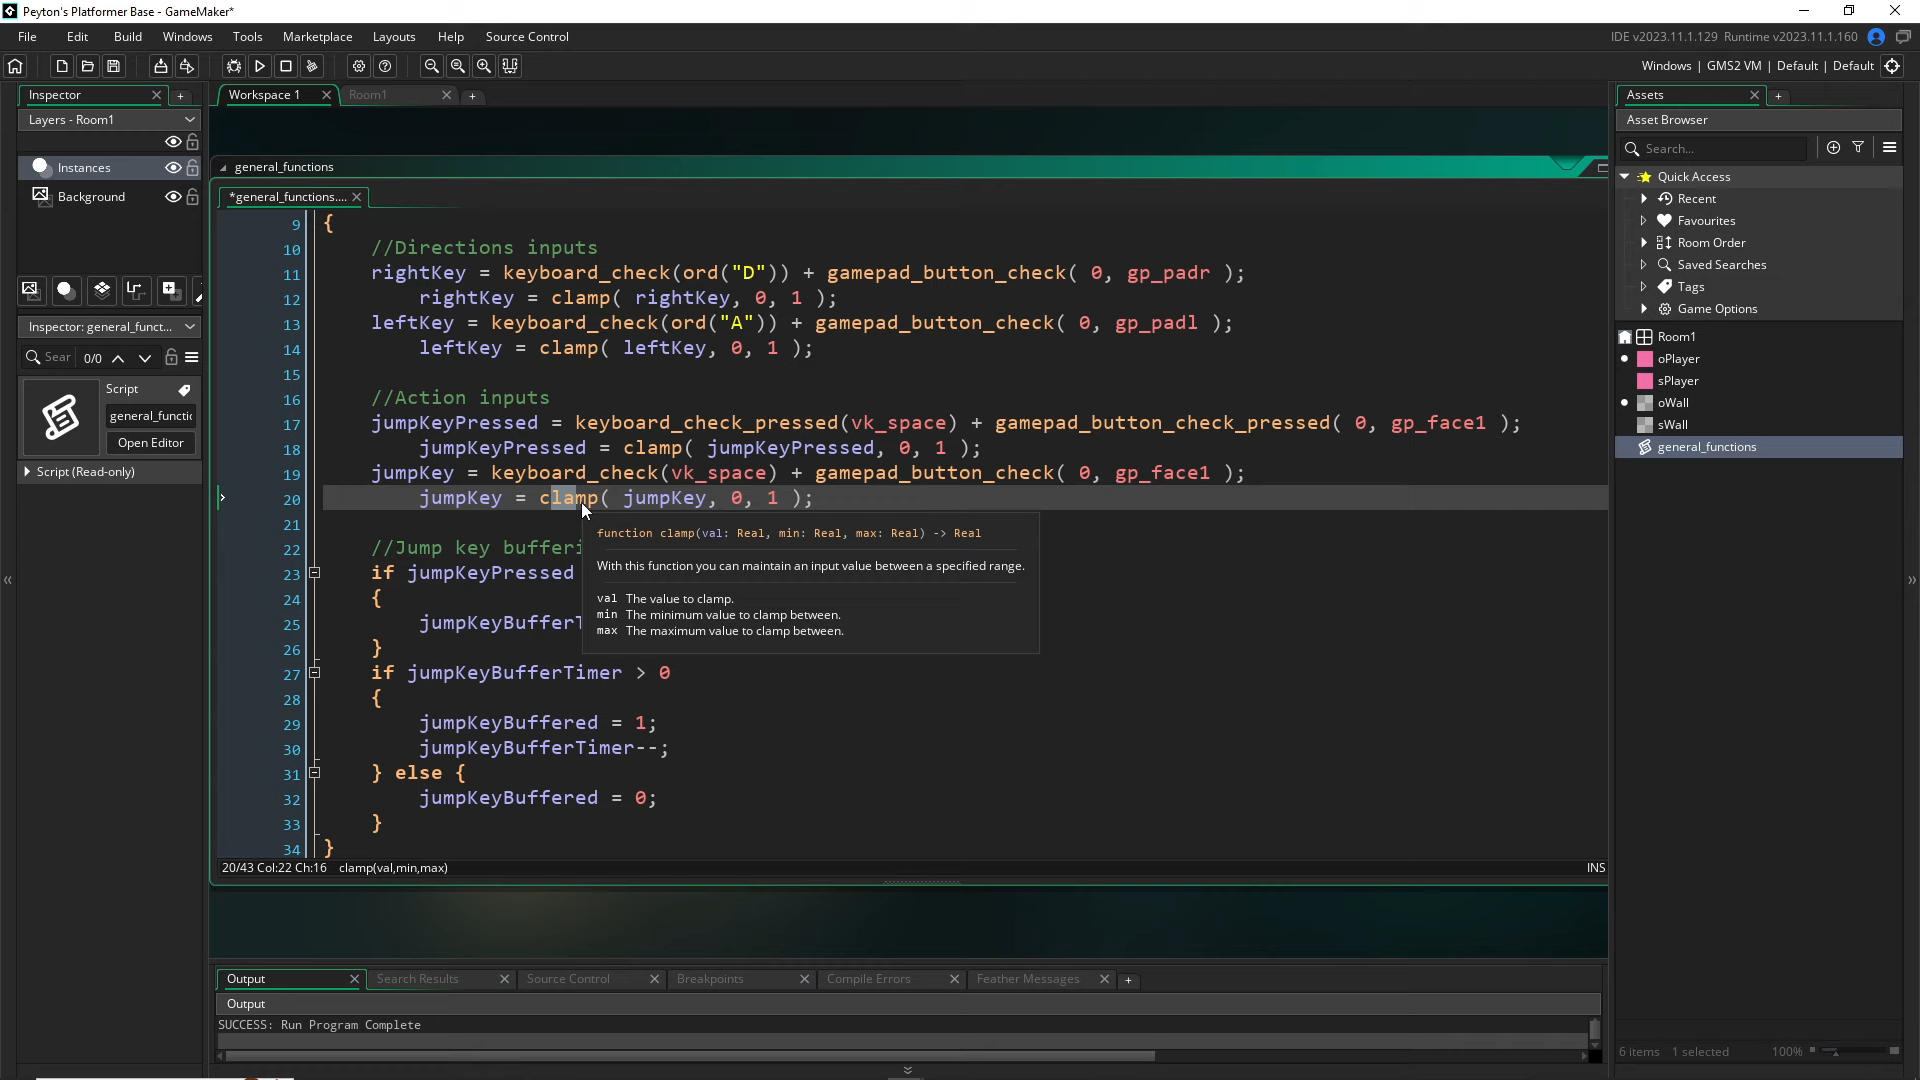 Peyton's Platformer Base - GameMaker*
File Edit Build Windows Tools Marketplace Layouts Help Source Control
IDE v2023.11.1.129 Runtime v2023.11.1.160
Windows | GMS2 VM | Default | Default
Inspector
Layers - Room1
Instances
Background
Inspector: general_funct...
Sear 0/0
Script
general_functic
Open Editor
Script (Read-only)
Workspace 1 Room1
general_functions
*general_functions....
9 {
10 //Directions inputs
11 rightKey = keyboard_check(ord("D")) + gamepad_button_check( 0, gp_padr );
12 rightKey = clamp( rightKey, 0, 1 );
13 leftKey = keyboard_check(ord("A")) + gamepad_button_check( 0, gp_padl );
14 leftKey = clamp( leftKey, 0, 1 );
15
16 //Action inputs
17 jumpKeyPressed = keyboard_check_pressed(vk_space) + gamepad_button_check_pressed( 0, gp_face1 );
18 jumpKeyPressed = clamp( jumpKeyPressed, 0, 1 );
19 jumpKey = keyboard_check(vk_space) + gamepad_button_check( 0, gp_face1 );
20 jumpKey = clamp( jumpKey, 0, 1 );
21
22 //Jump key bufferi
23 if jumpKeyPressed
24 {
25 jumpKeyBufferT
26 }
27 if jumpKeyBufferTimer > 0
28 {
29 jumpKeyBuffered = 1;
30 jumpKeyBufferTimer--;
31 } else {
32 jumpKeyBuffered = 0;
33 }
34 }
function clamp(val: Real, min: Real, max: Real) -> Real
With this function you can maintain an input value between a specified range.
val The value to clamp.
min The minimum value to clamp between.
max The maximum value to clamp between.
20/43 Col:22 Ch:16 clamp(val,min,max)
INS
Output Search Results Source Control Breakpoints Compile Errors Feather Messages
Output
SUCCESS: Run Program Complete
Assets
Asset Browser
Search...
Quick Access
Recent
Favourites
Room Order
Saved Searches
Tags
Game Options
Room1
oPlayer
sPlayer
oWall
sWall
general_functions
6 items 1 selected 100%